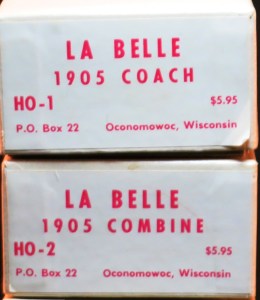 LA BELLE
1905 COACH
HO-1 $5.95
P.O. Box 22 Oconomowoc, Wisconsin
LA BELLE
1905 COMBINE
HO-2 $5.95
P.O. Box 22 Oconomowoc, Wisconsin